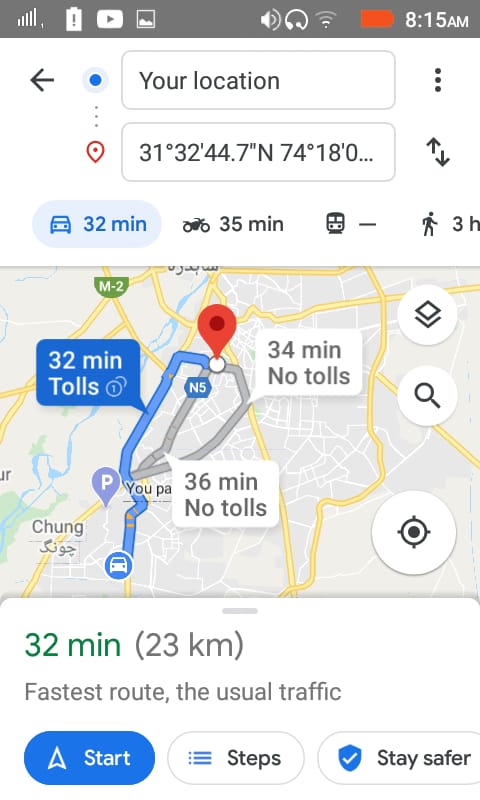 8:15AM
Your location
31°32'44.7"N 74°18'0...
32 min
35 min
—
3 h
شاہدرہ
M-2
32 min
Tolls
34 min
No tolls
N5
36 min
No tolls
P
You pa
ur
Chung
چونگ
32 min (23 km)
Fastest route, the usual traffic
Start
Steps
Stay safer